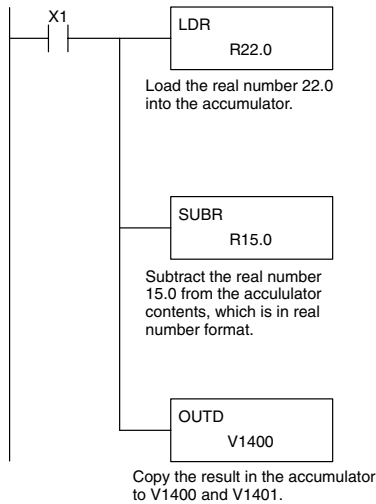 X1
LDR
R22.0
Load the real number 22.0
into the accumulator.
SUBR
R15.0
Subtract the real number
15.0 from the accululator
contents, which is in real
number format.
OUTD
V1400
Copy the result in the accumulator
to V1400 and V1401.